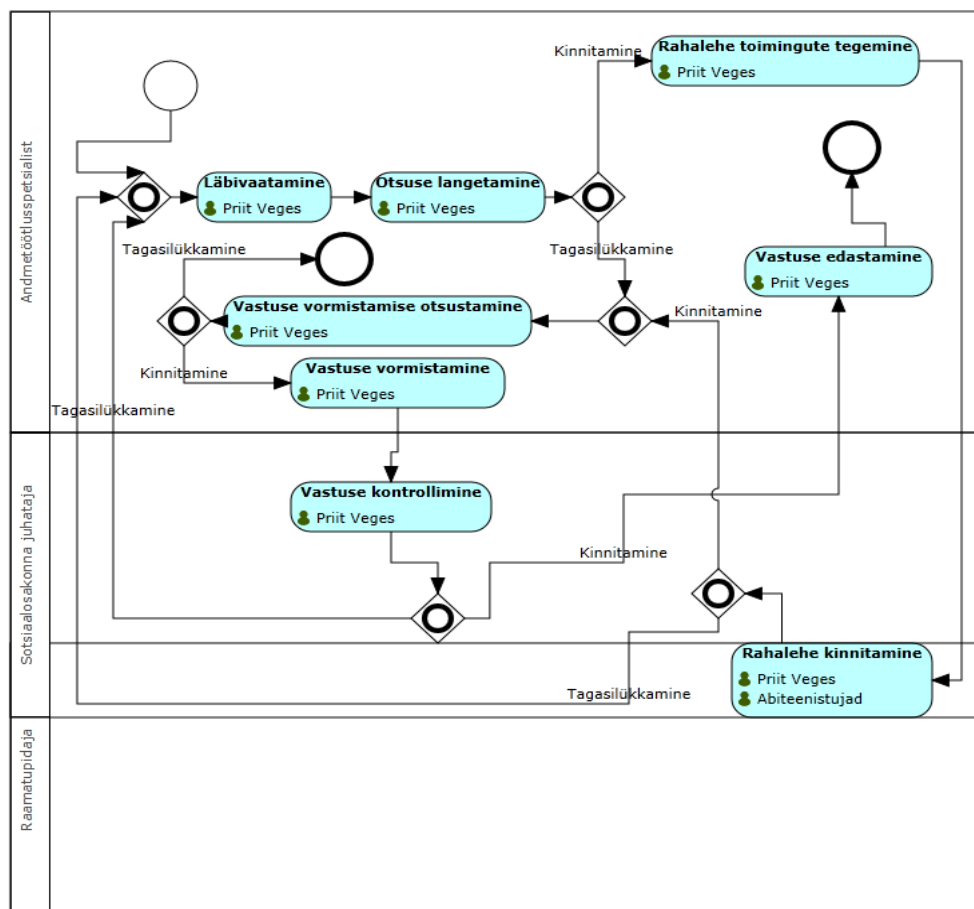 Andmetöötlusspetsialist
Kinnitamine
Rahalehe toimingute tegemine
Priit Veges
Läbivaatamine
Priit Veges
Otsuse langetamine
Priit Veges
Tagasilükkamine
Tagasilükkamine
Vastuse edastamine
Priit Veges
Vastuse vormistamise otsustamine
Priit Veges
Kinnitamine
Kinnitamine
Vastuse vormistamine
Priit Veges
Tagasilükkamine
Sotsiaalosakonna juhataja
Vastuse kontrollimine
Priit Veges
Kinnitamine
Rahalehe kinnitamine
Priit Veges
Abiteenistujad
Tagasilükkamine
Raamatupidaja